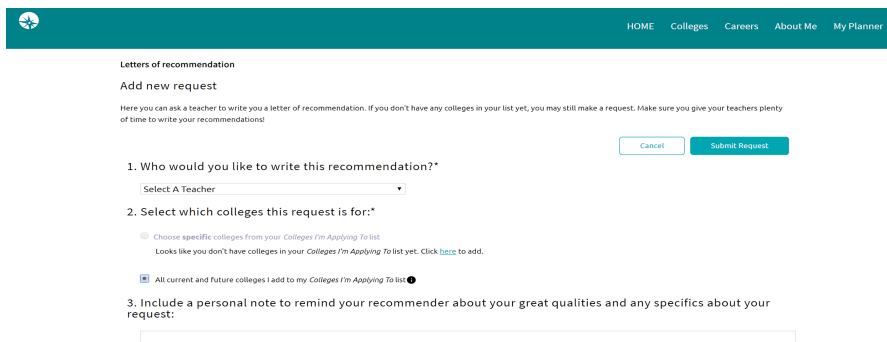 HOME Colleges Careers About Me My Planner
Letters of recommendation
Add new request
Here you can ask a teacher to write you a letter of recommendation. If you don't have any colleges in your list yet, you may still make a request. Make sure you give your teachers plenty
of time to write your recommendations!
Cancel Submit Request
1. Who would you like to write this recommendation?*
Select A Teacher
2. Select which colleges this request is for:*
Choose specific colleges from your Colleges I'm Applying To list
Looks like you don't have colleges in your Colleges I'm Applying To list yet. Click here to add.
All current and future colleges I add to my Colleges I'm Applying To list
3. Include a personal note to remind your recommender about your great qualities and any specifics about your
request: